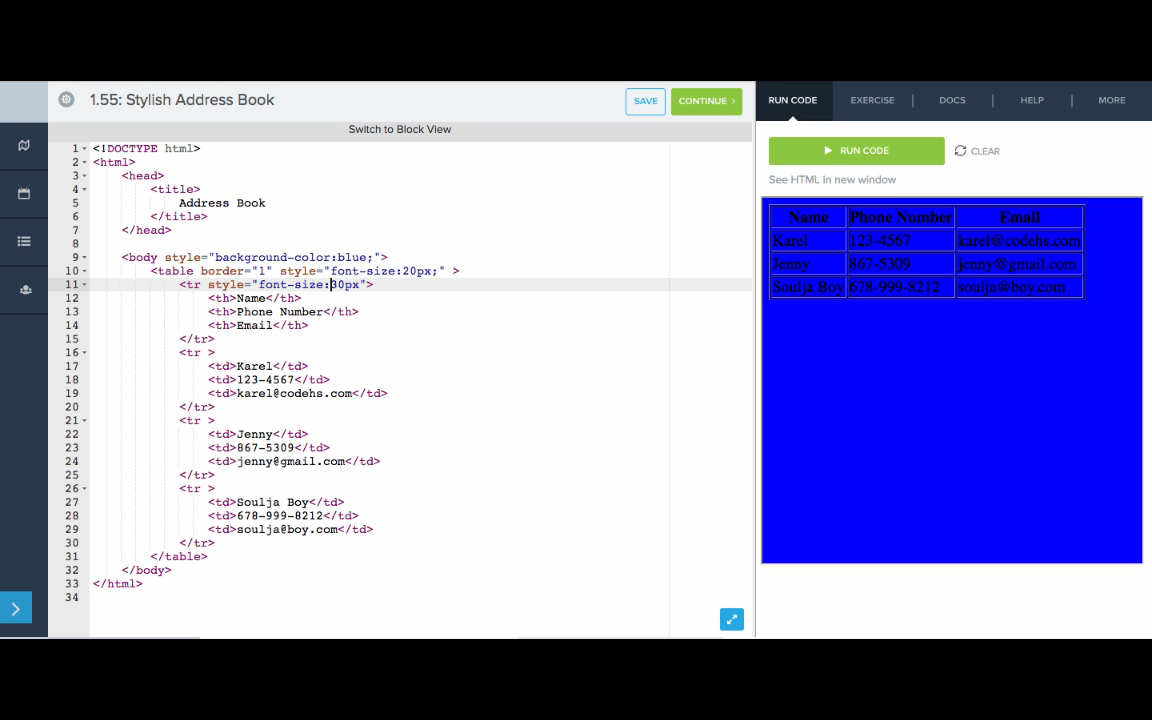 1.55: Stylish Address Book
SAVE
CONTINUE ›
RUN CODE
EXERCISE
DOCS
HELP
MORE
Switch to Block View
RUN CODE
CLEAR
See HTML in new window
1 <!DOCTYPE html>
2 <html>
3 <head>
4 <title>
5 Address Book
6 </title>
7 </head>
8
9 <body style="background-color:blue;">
10 <table border="1" style="font-size:20px;" >
11 <tr style="font-size:30px">
12 <th>Name</th>
13 <th>Phone Number</th>
14 <th>Email</th>
15 </tr>
16 <tr >
17 <td>Karel</td>
18 <td>123-4567</td>
19 <td>karel@codehs.com</td>
20 </tr>
21 <tr >
22 <td>Jenny</td>
23 <td>867-5309</td>
24 <td>jenny@gmail.com</td>
25 </tr>
26 <tr >
27 <td>Soulja Boy</td>
28 <td>678-999-8212</td>
29 <td>soulja@boy.com</td>
30 </tr>
31 </table>
32 </body>
33 </html>
34
Name Phone Number Email
Karel 123-4567 karel@codehs.com
Jenny 867-5309 jenny@gmail.com
Soulja Boy 678-999-8212 soulja@boy.com